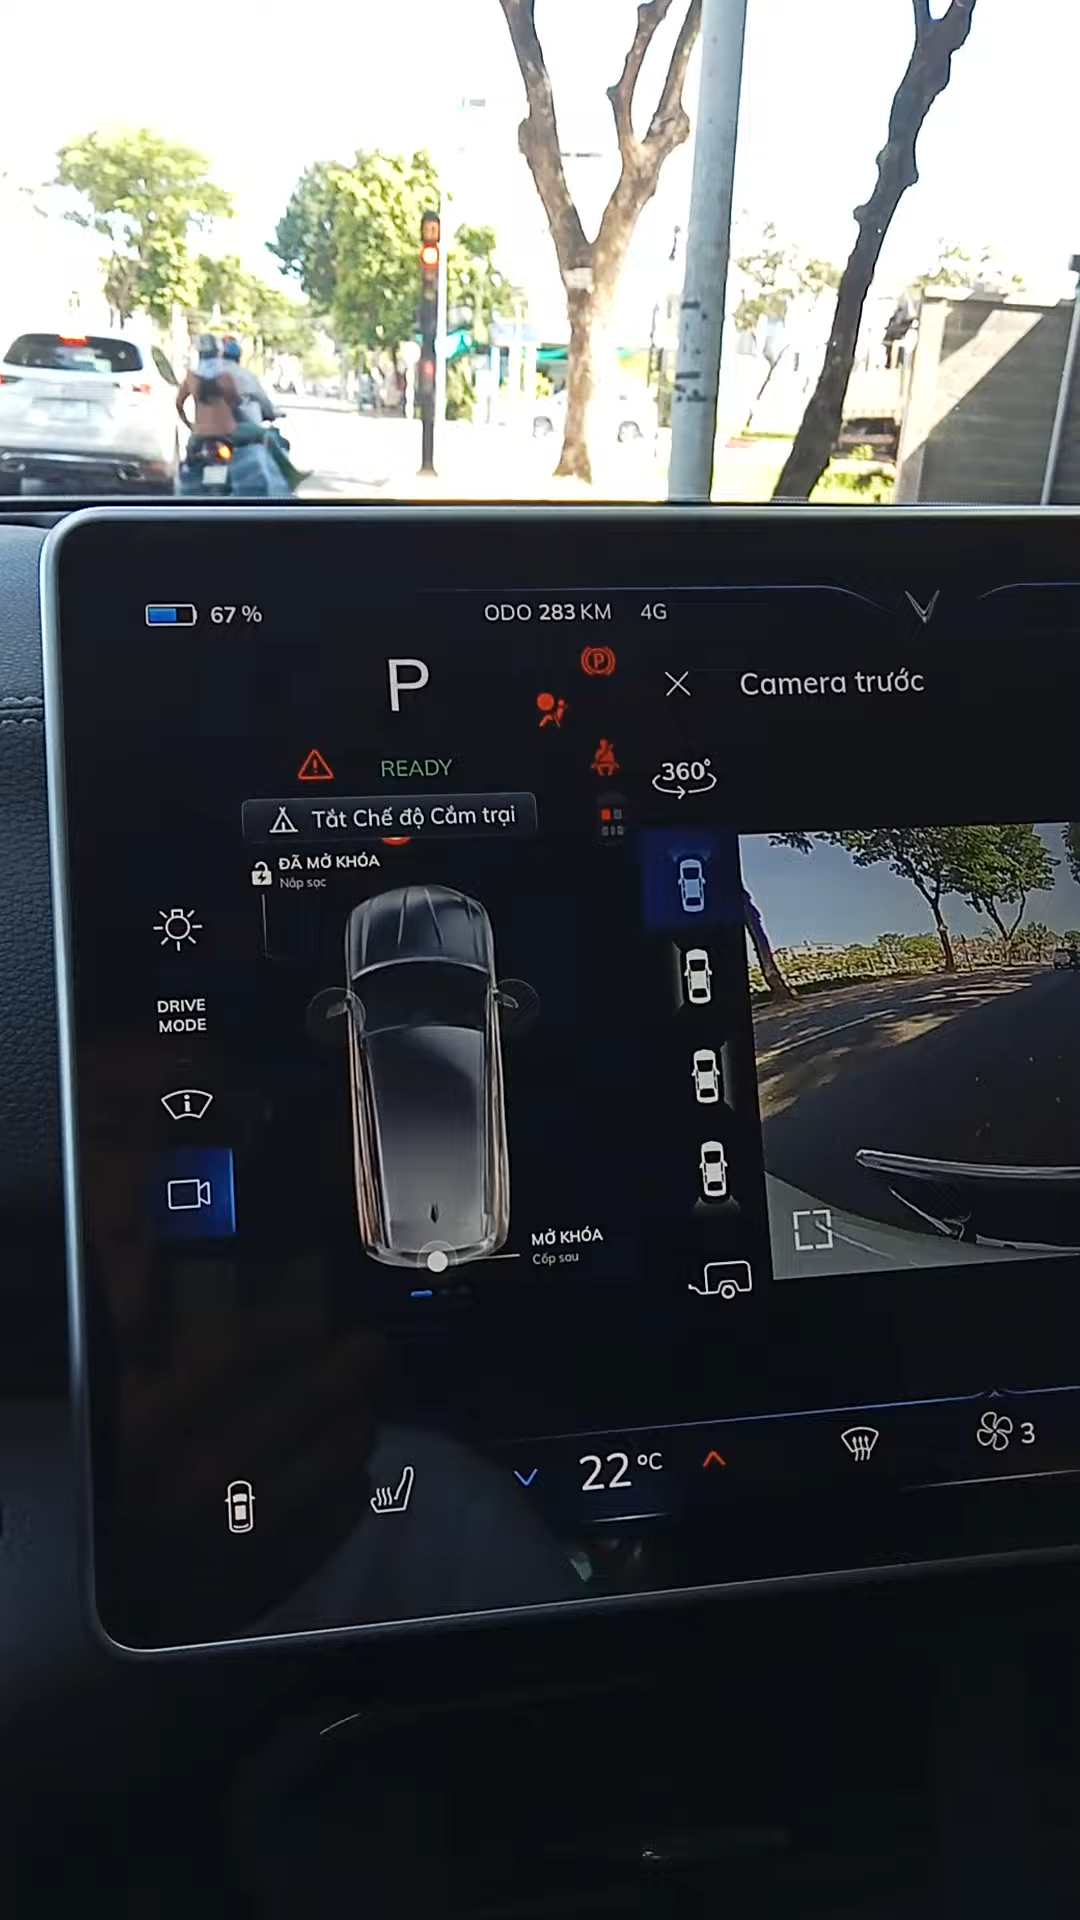 67 %
ODO 283 KM 4G
P
Camera trước
READY
360°
Tắt Chế độ Cắm trại
ĐÃ MỞ KHÓA
Nắp sạc
DRIVE
MODE
MỞ KHÓA
Cốp sau
22 °C
3